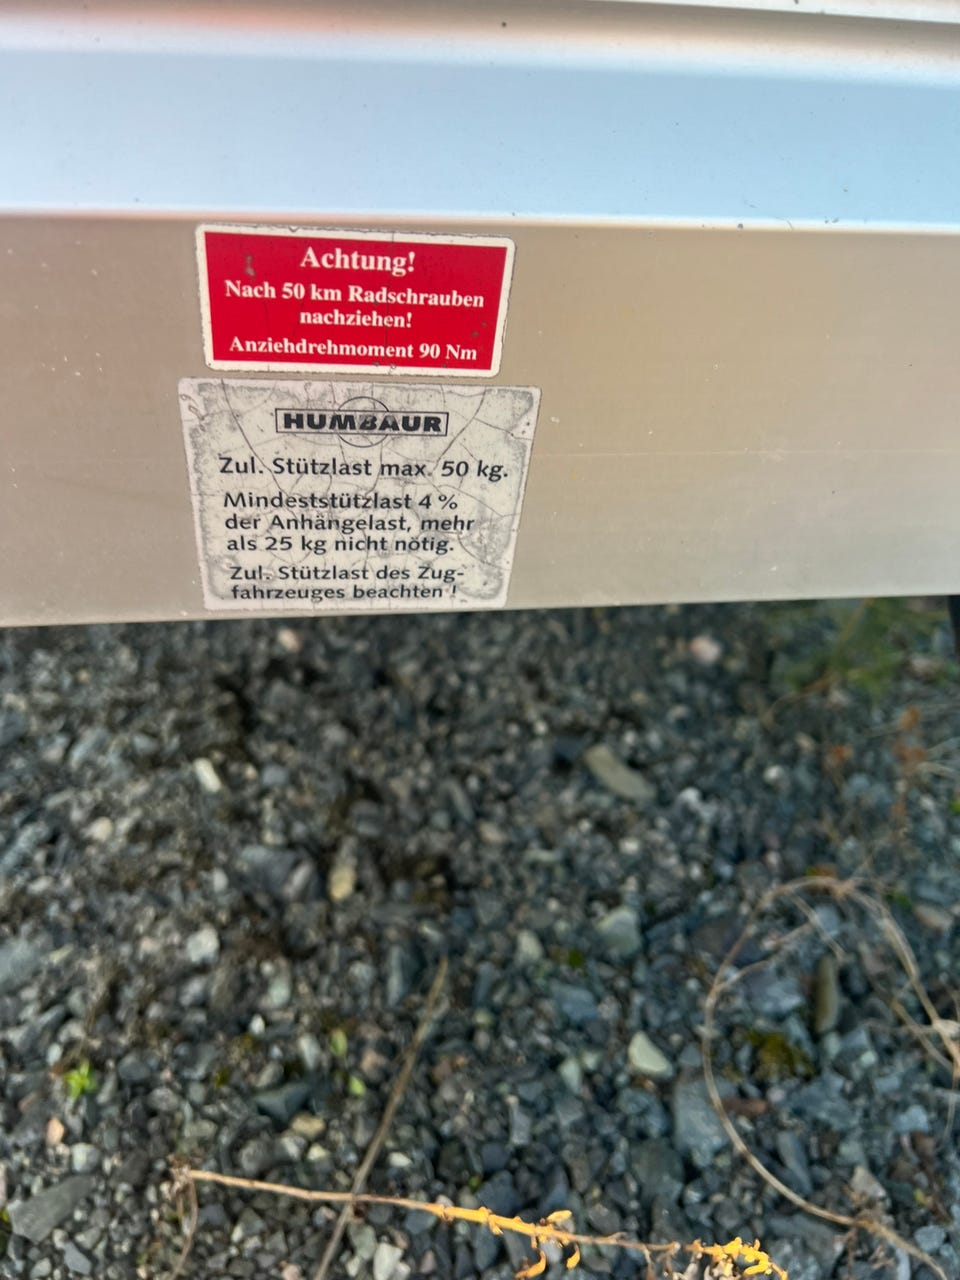 Achtung!
Nach 50 km Radschrauben
nachziehen!
Anziehdrehmoment 90 Nm
HUMBAUR
Zul. Stützlast max. 50 kg.
Mindeststützlast 4 %
der Anhängelast, mehr
als 25 kg nicht nötig.
Zul. Stützlast des Zug-
fahrzeuges beachten !